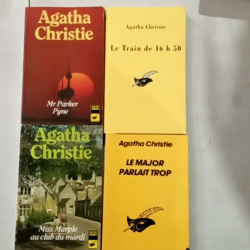 Agatha
Christie
Mr Parker
Pyne
Agatha Christie
Le Train de 16 h 50
Agatha
Christie
Miss Marple
au club du mardi
Agatha Christie
LE MAJOR
PARLAIT TROP